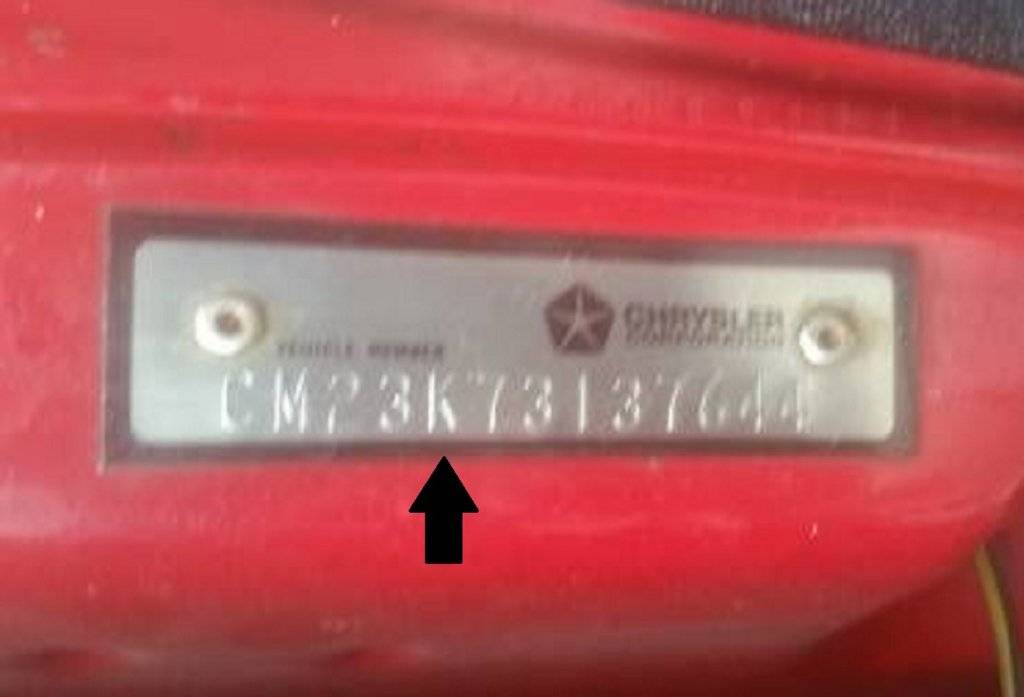 CHRYSLER
CORPORATION
VEHICLE NUMBER
CM23K73137644